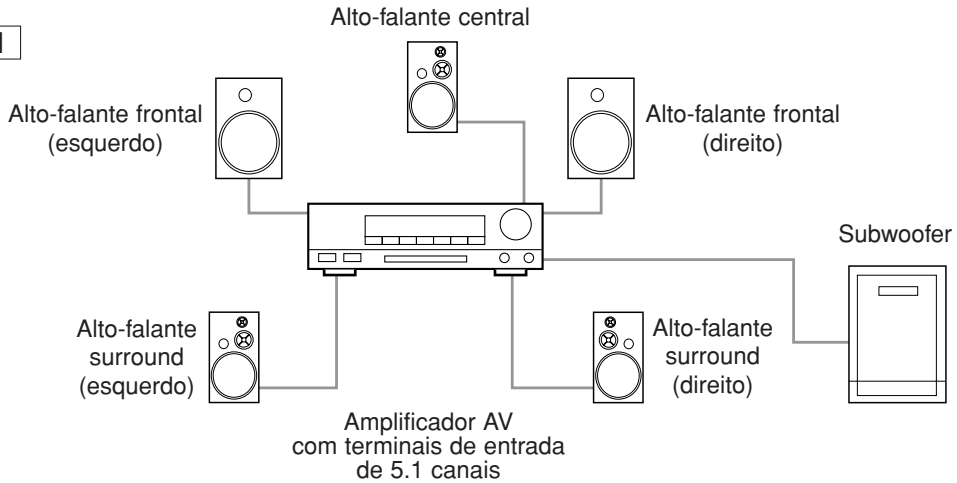 Alto-falante central
Alto-falante frontal
(esquerdo)
Alto-falante frontal
(direito)
Subwoofer
Alto-falante
surround
(esquerdo)
Alto-falante
surround
(direito)
Amplificador AV
com terminais de entrada
de 5.1 canais